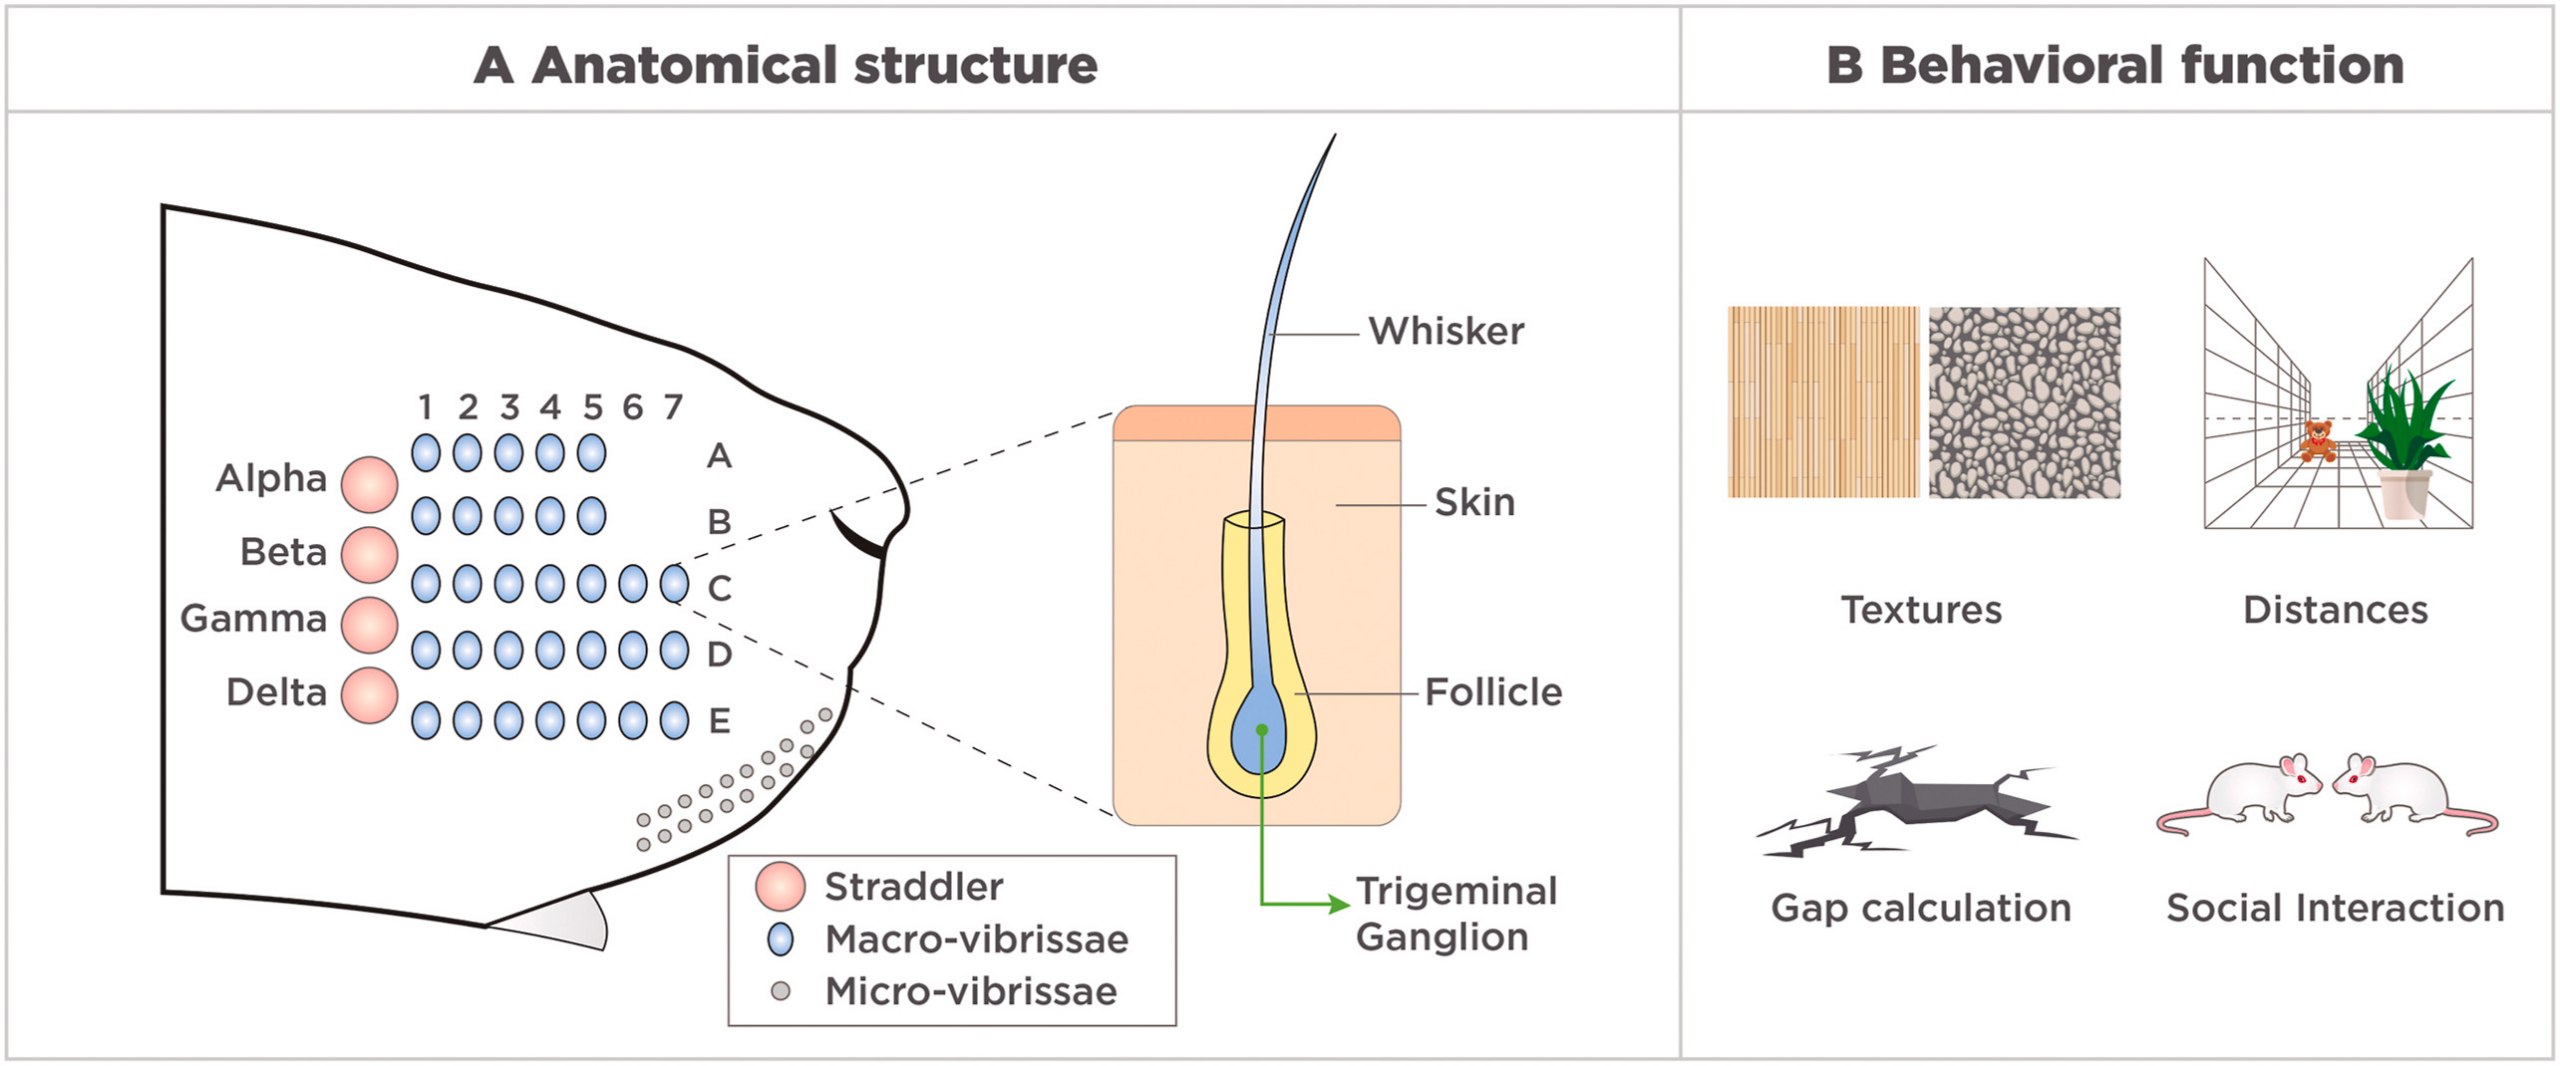 A Anatomical structure
B Behavioral function
1 2 3 4 5 6 7
A
Alpha
B
Beta
C
Gamma
D
Delta
E
Whisker
Skin
Follicle
Trigeminal
Ganglion
Straddler
Macro-vibrissae
Micro-vibrissae
Textures
Distances
Gap calculation
Social Interaction